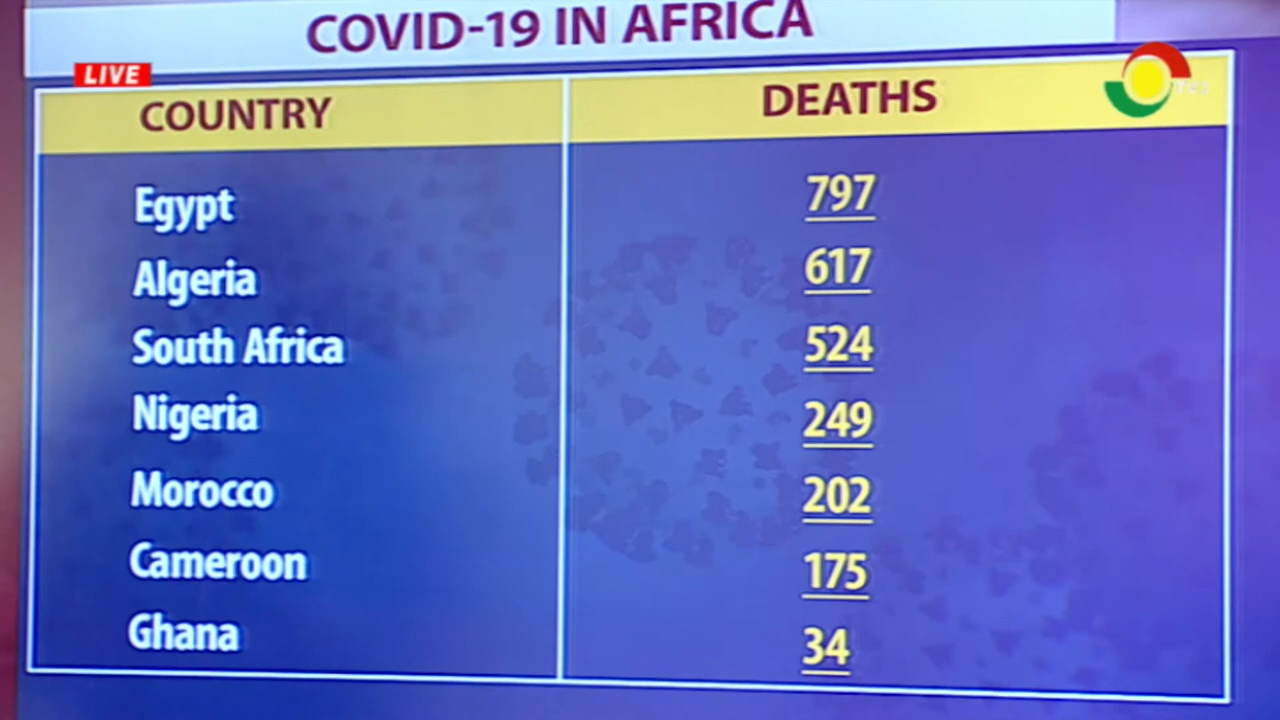 COVID-19 IN AFRICA
LIVE
COUNTRY DEATHS
Egypt 797
Algeria 617
South Africa 524
Nigeria 249
Morocco 202
Cameroon 175
Ghana 34